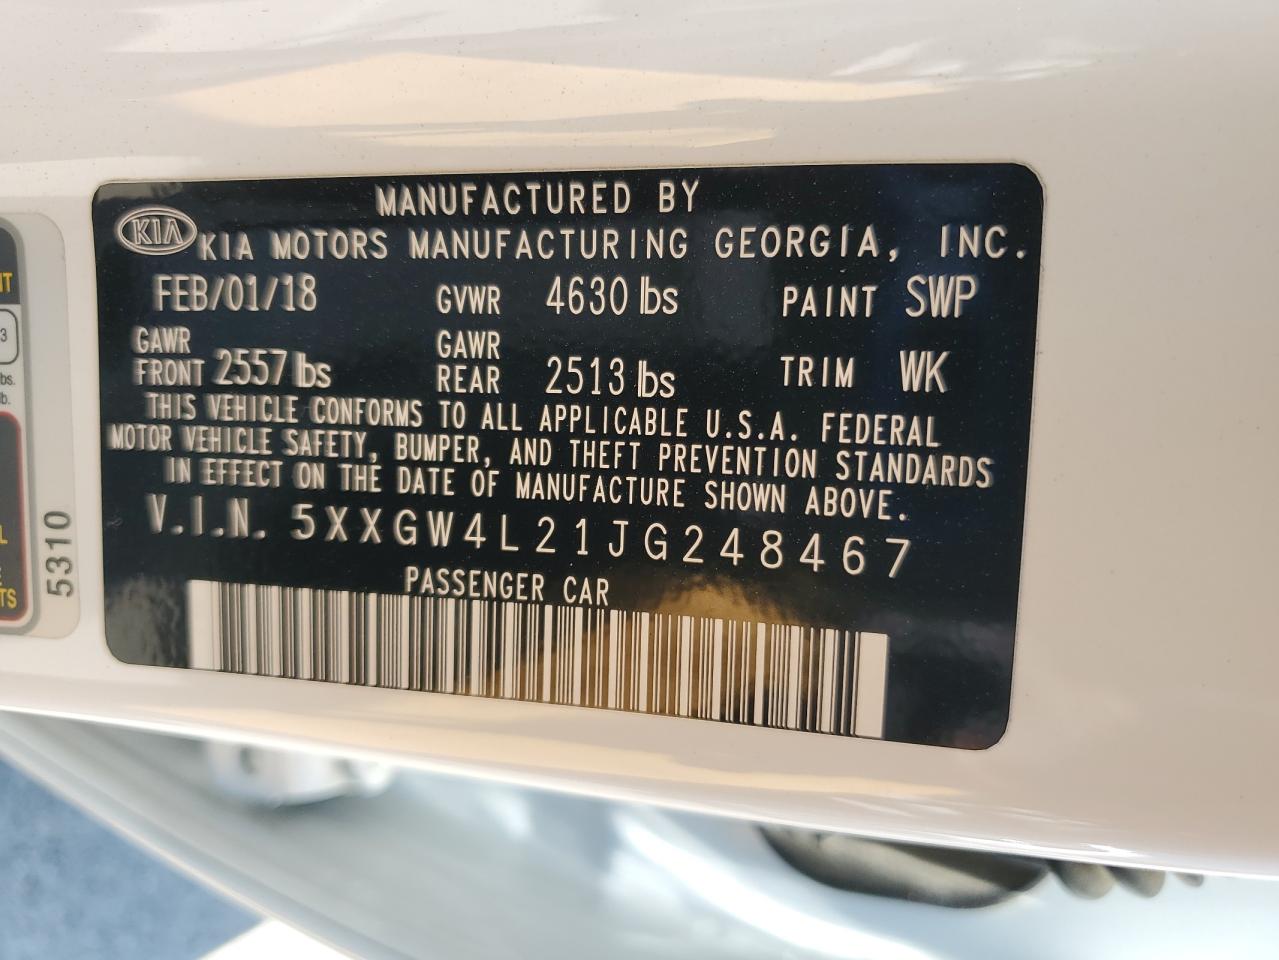 MANUFACTURED BY
KIA KIA MOTORS MANUFACTURING GEORGIA, INC.
FEB/01/18 GVWR 4630 lbs PAINT SWP
GAWR FRONT 2557 lbs GAWR REAR 2513 lbs TRIM WK
THIS VEHICLE CONFORMS TO ALL APPLICABLE U.S.A. FEDERAL
MOTOR VEHICLE SAFETY, BUMPER, AND THEFT PREVENTION STANDARDS
IN EFFECT ON THE DATE OF MANUFACTURE SHOWN ABOVE.
V.I.N. 5XXGW4L21JG248467
PASSENGER CAR
5310
3